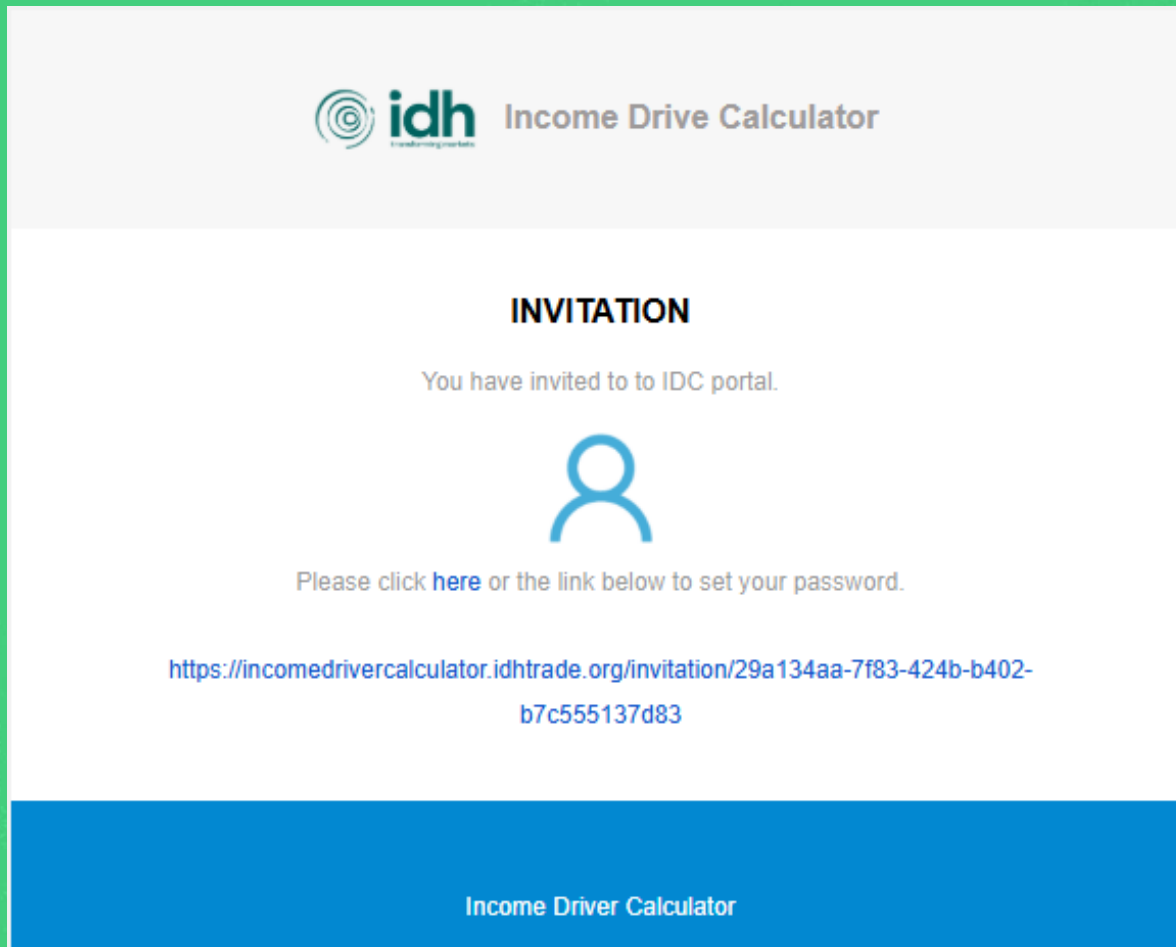 idh Income Drive Calculator
INVITATION
You have invited to to IDC portal.
Please click here or the link below to set your password.
https://incomedrivercalculator.idhtrade.org/invitation/29a134aa-7f83-424b-b402-
b7c555137d83
Income Driver Calculator